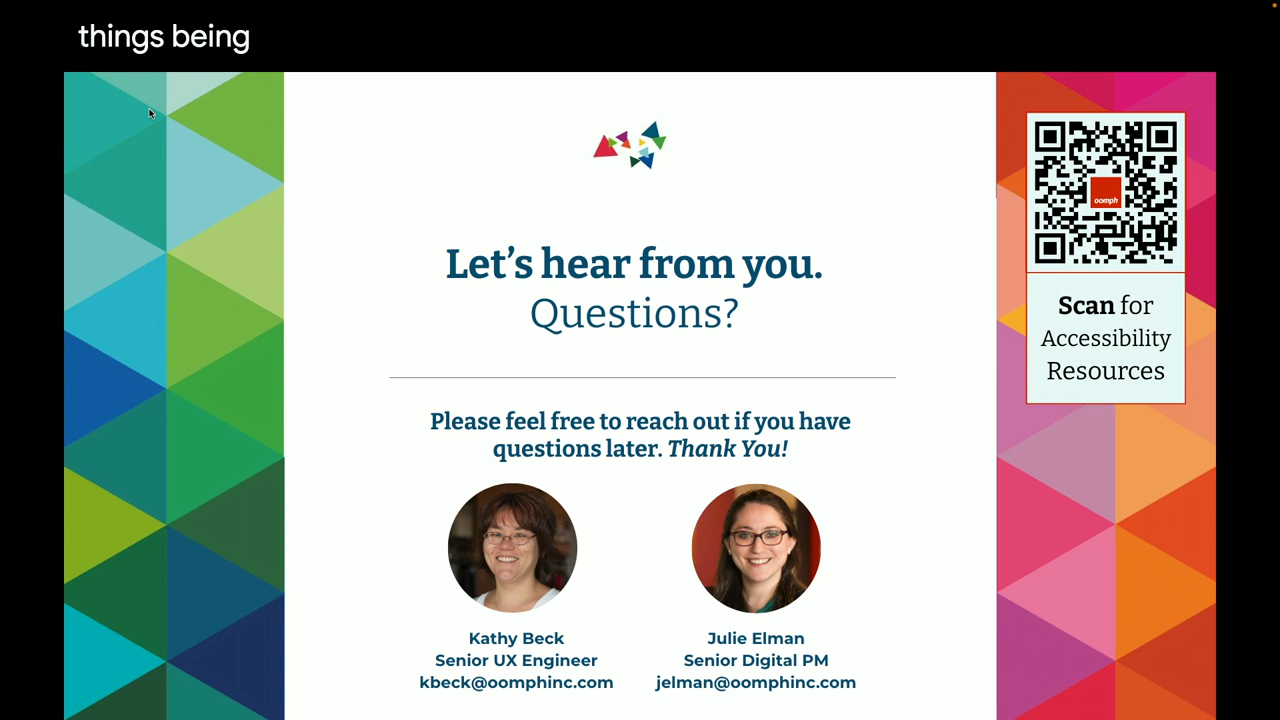 things being
oomph
Let's hear from you.
Questions?
Scan for
Accessibility
Resources
Please feel free to reach out if you have
questions later. Thank You!
Kathy Beck
Senior UX Engineer
kbeck@oomphinc.com
Julie Elman
Senior Digital PM
jelman@oomphinc.com